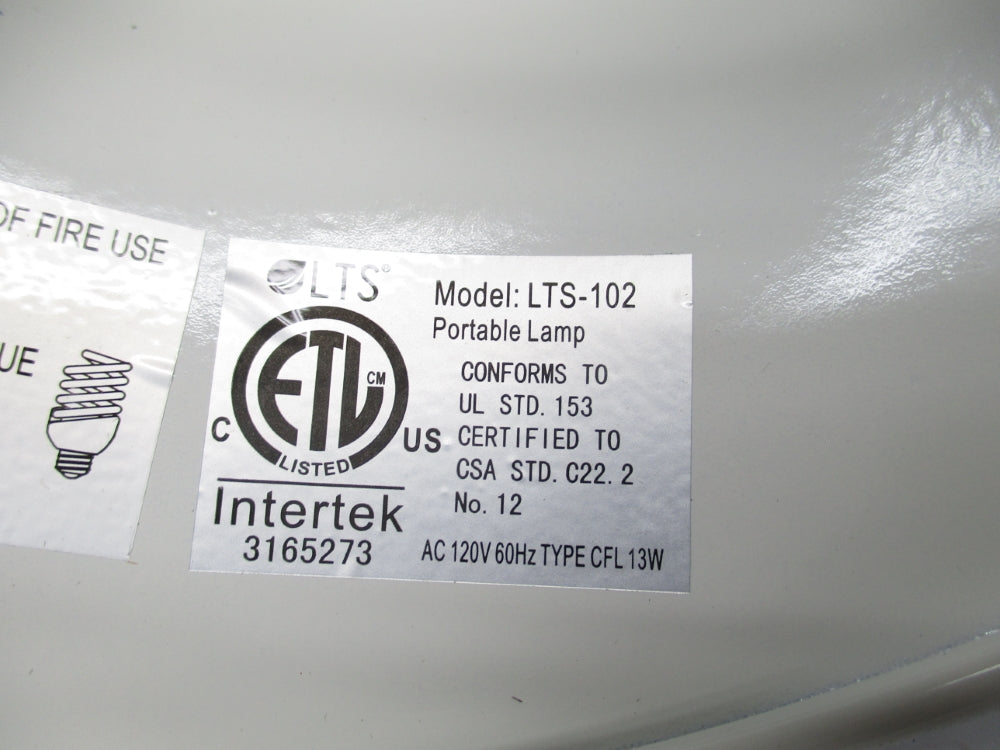 OF FIRE USE
UE
LTS®
Model: LTS-102
Portable Lamp
CONFORMS TO
UL STD. 153
CERTIFIED TO
CSA STD. C22. 2
No. 12
AC 120V 60Hz TYPE CFL 13W
C ETL CM US
LISTED
Intertek
3165273